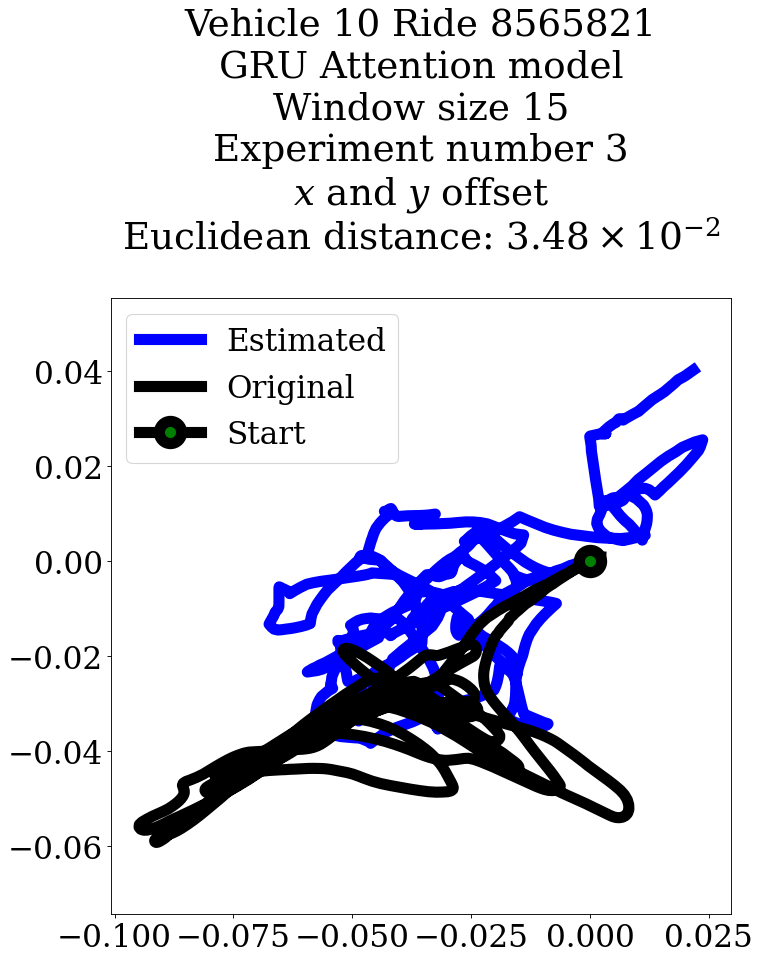 Vehicle 10 Ride 8565821
GRU Attention model
Window size 15
Experiment number 3
x and y offset
Euclidean distance: 3.48 × 10⁻²
Estimated
Original
Start
0.04
0.02
0.00
−0.02
−0.04
−0.06
−0.100 −0.075 −0.050 −0.025 0.000 0.025